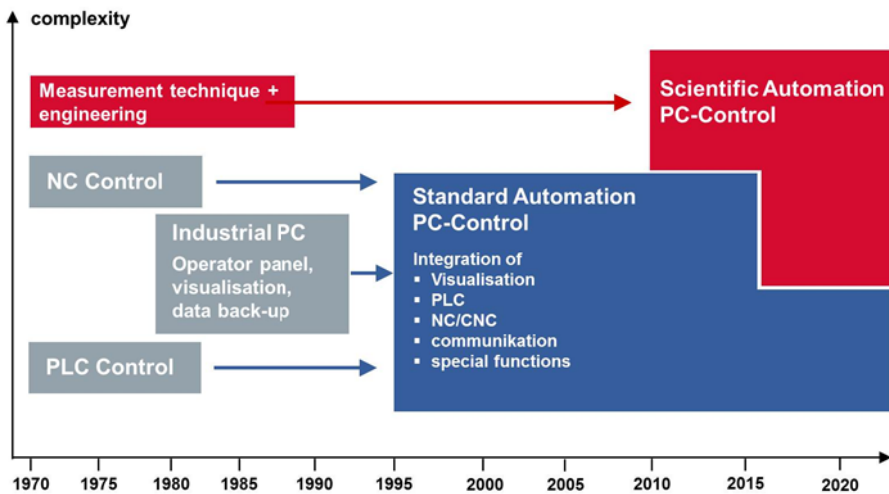 complexity
Measurement technique +
engineering
Scientific Automation
PC-Control
NC Control
Standard Automation
PC-Control
Industrial PC
Operator panel,
visualisation,
data back-up
Integration of
▪ Visualisation
▪ PLC
▪ NC/CNC
▪ communikation
▪ special functions
PLC Control
1970 1975 1980 1985 1990 1995 2000 2005 2010 2015 2020